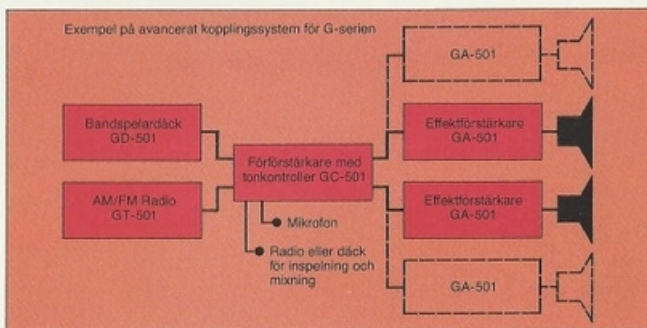 Exempel på avancerat kopplingssystem för G-serien
GA-501
Bandspelardäck
GD-501
Effektförstärkare
GA-501
Förförstärkare med
tonkontroller GC-501
AM/FM Radio
GT-501
Effektförstärkare
GA-501
Mikrofon
Radio eller däck
för inspelning och
mixning
GA-501